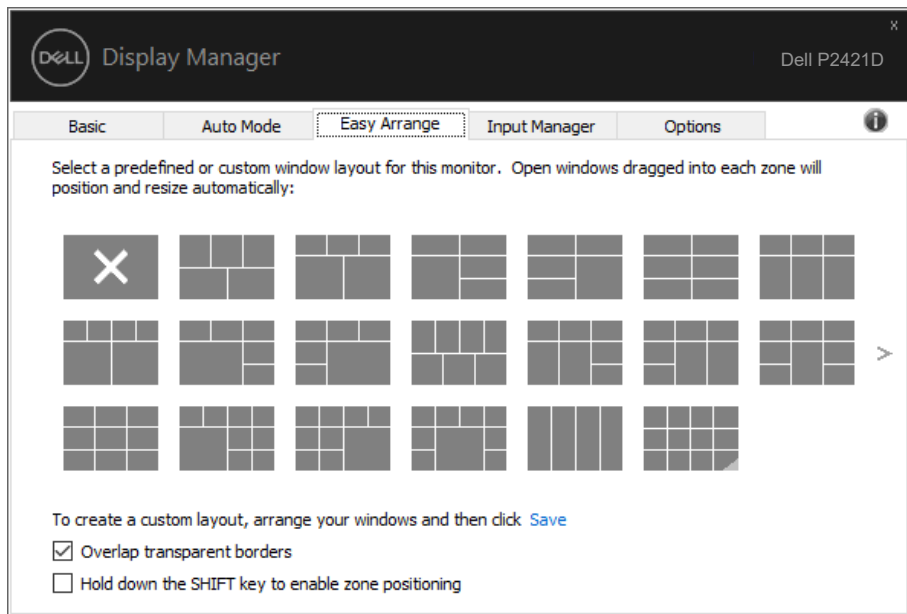 x
DELL Display Manager
Dell P2421D
Basic Auto Mode Easy Arrange Input Manager Options
Select a predefined or custom window layout for this monitor. Open windows dragged into each zone will
position and resize automatically:
>
To create a custom layout, arrange your windows and then click Save
Overlap transparent borders
Hold down the SHIFT key to enable zone positioning